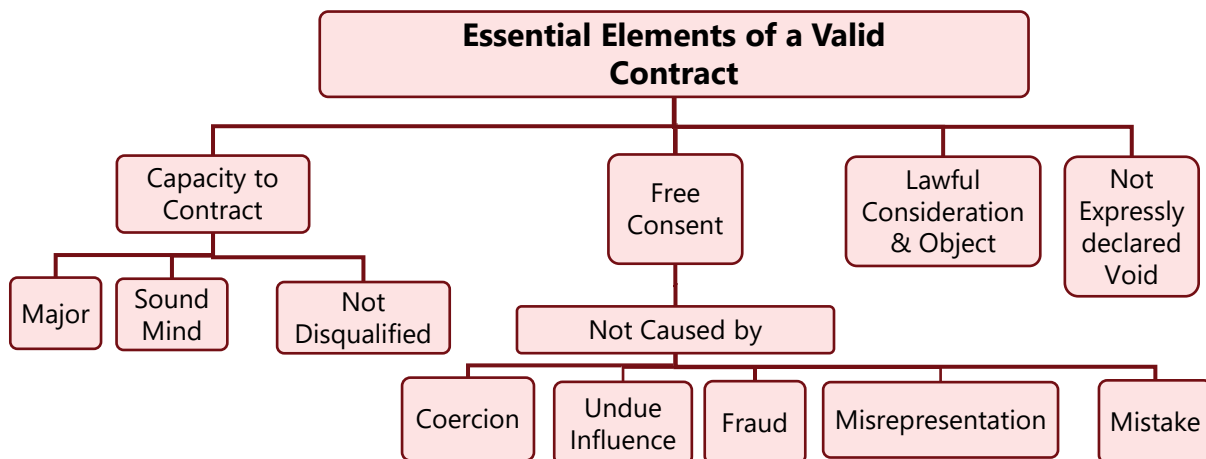 Essential Elements of a Valid
Contract
Capacity to
Contract
Free
Consent
Lawful
Consideration
& Object
Not
Expressly
declared
Void
Major
Sound
Mind
Not
Disqualified
Not Caused by
Coercion
Undue
Influence
Fraud
Misrepresentation
Mistake